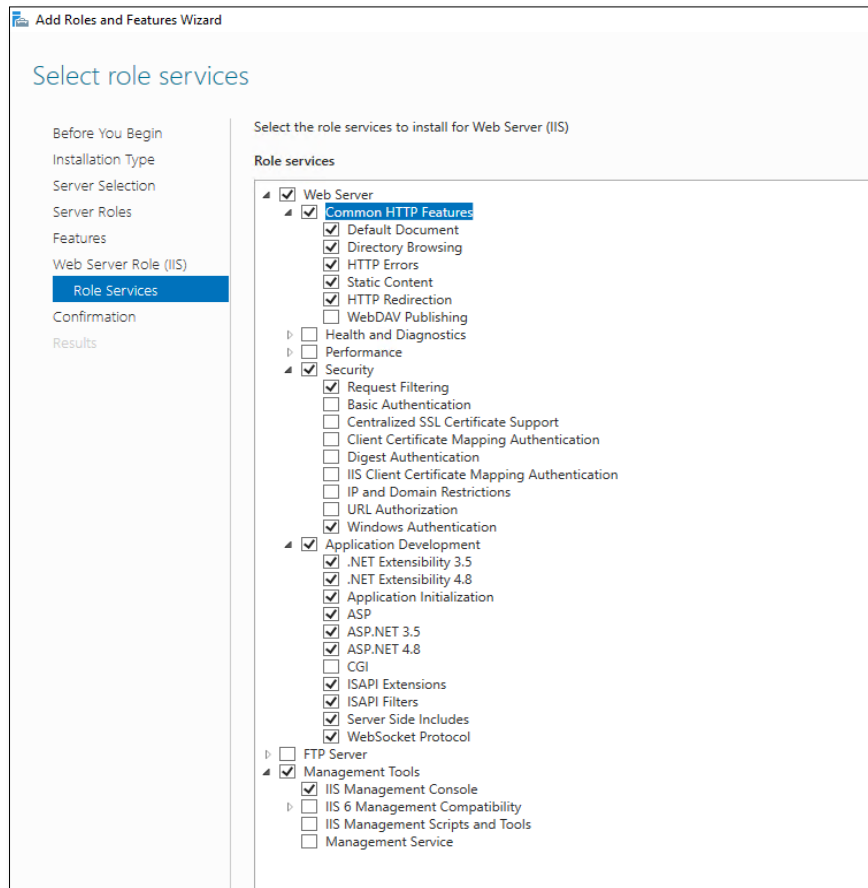 Add Roles and Features Wizard
Select role services
Before You Begin
Installation Type
Server Selection
Server Roles
Features
Web Server Role (IIS)
Role Services
Confirmation
Results
Select the role services to install for Web Server (IIS)
Role services
Web Server
Common HTTP Features
Default Document
Directory Browsing
HTTP Errors
Static Content
HTTP Redirection
WebDAV Publishing
Health and Diagnostics
Performance
Security
Request Filtering
Basic Authentication
Centralized SSL Certificate Support
Client Certificate Mapping Authentication
Digest Authentication
IIS Client Certificate Mapping Authentication
IP and Domain Restrictions
URL Authorization
Windows Authentication
Application Development
.NET Extensibility 3.5
.NET Extensibility 4.8
Application Initialization
ASP
ASP.NET 3.5
ASP.NET 4.8
CGI
ISAPI Extensions
ISAPI Filters
Server Side Includes
WebSocket Protocol
FTP Server
Management Tools
IIS Management Console
IIS 6 Management Compatibility
IIS Management Scripts and Tools
Management Service